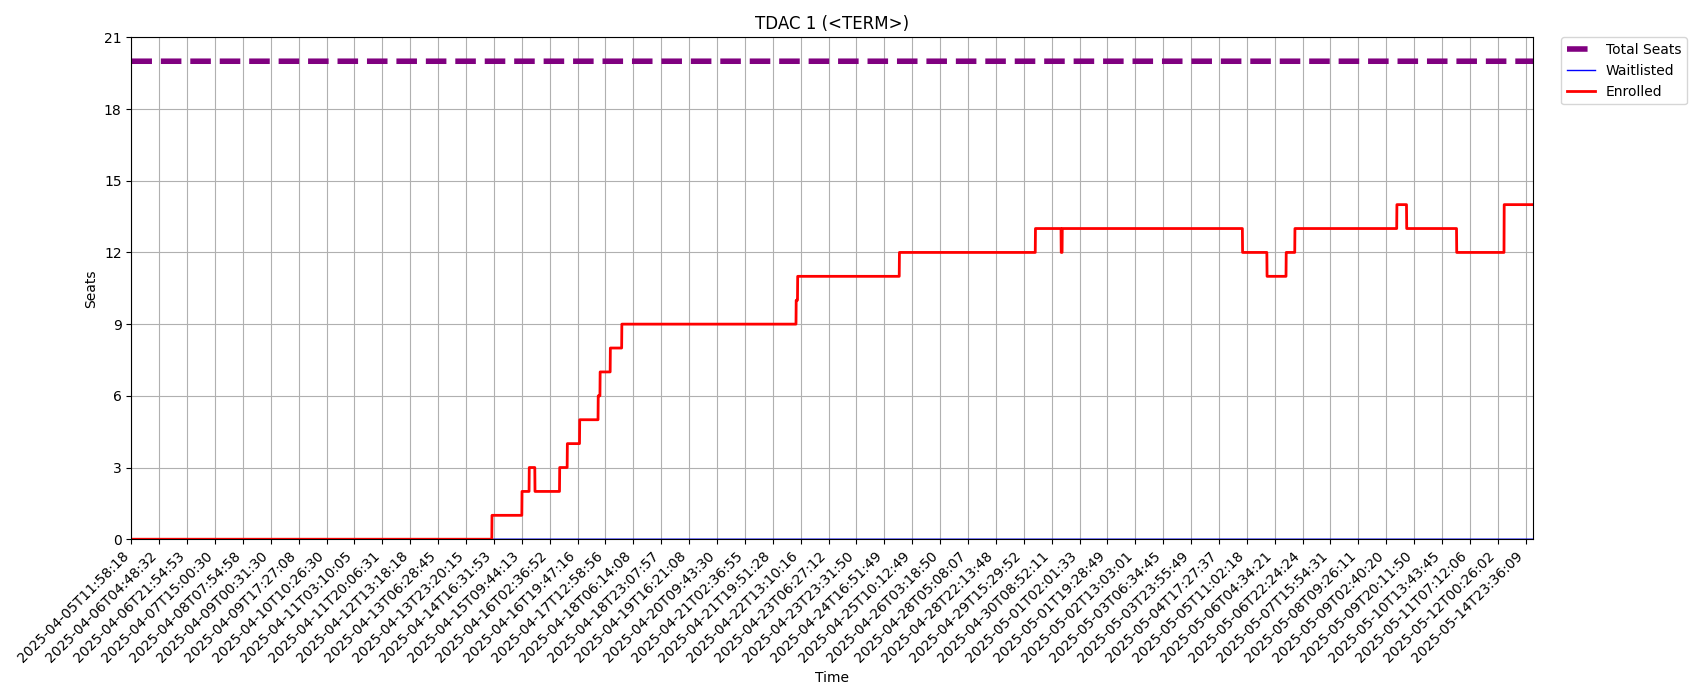 TDAC 1 (<TERM>)
Total Seats
Waitlisted
Enrolled
21
18
15
12
9
6
3
0
Seats
2025-04-05T11:58:18
2025-04-06T04:48:32
2025-04-06T21:54:53
2025-04-07T15:00:30
2025-04-08T07:54:58
2025-04-09T00:31:30
2025-04-09T17:27:08
2025-04-10T10:26:30
2025-04-11T03:10:05
2025-04-11T20:06:31
2025-04-12T13:18:18
2025-04-13T06:28:45
2025-04-13T23:20:15
2025-04-14T16:31:53
2025-04-15T09:44:13
2025-04-16T02:36:52
2025-04-16T19:47:16
2025-04-17T12:58:56
2025-04-18T06:14:08
2025-04-18T23:07:57
2025-04-19T16:21:08
2025-04-20T09:43:30
2025-04-21T02:36:55
2025-04-21T19:51:28
2025-04-22T13:10:16
2025-04-23T06:27:12
2025-04-23T23:31:50
2025-04-24T16:51:49
2025-04-25T10:12:49
2025-04-26T03:18:50
2025-04-28T05:08:07
2025-04-28T22:13:48
2025-04-29T15:29:52
2025-04-30T08:52:11
2025-05-01T02:01:33
2025-05-01T19:28:49
2025-05-02T13:03:01
2025-05-03T06:34:45
2025-05-03T23:55:49
2025-05-04T17:27:37
2025-05-05T11:02:18
2025-05-06T04:34:21
2025-05-06T22:24:24
2025-05-07T15:54:31
2025-05-08T09:26:11
2025-05-09T02:40:20
2025-05-09T20:11:50
2025-05-10T13:43:45
2025-05-11T07:12:06
2025-05-12T00:26:02
2025-05-14T23:36:09
Time